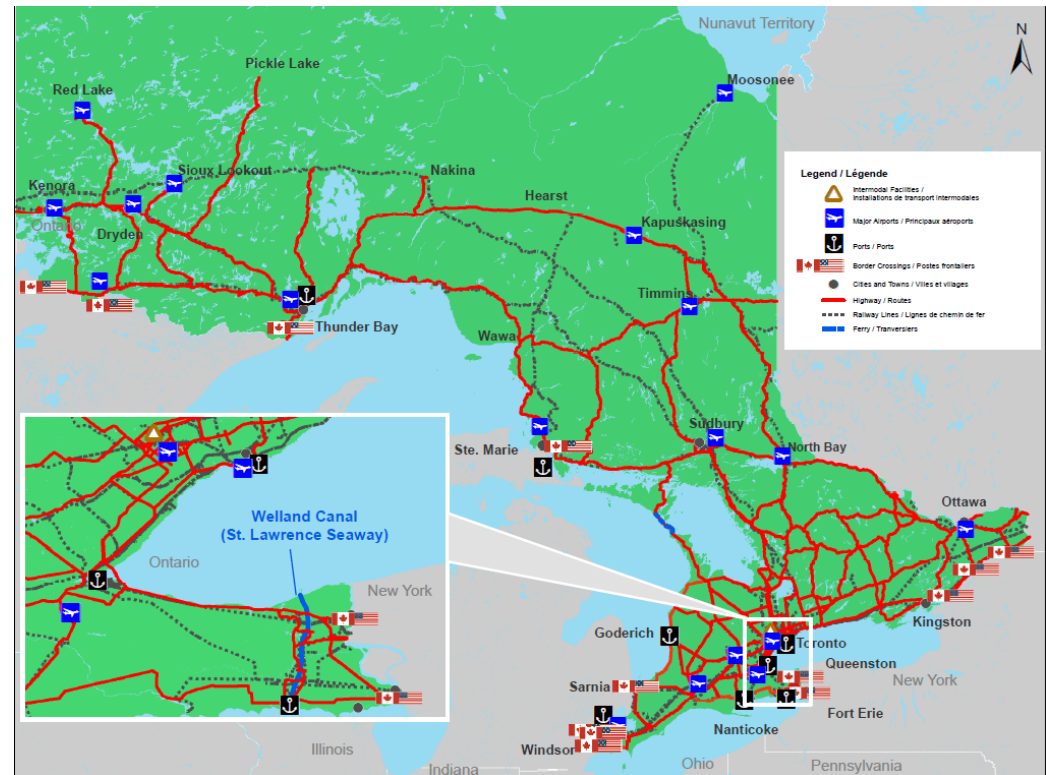 Nunavut Territory
N
Pickle Lake
Red Lake
Moosonee
Sioux Lookout
Nakina
Kenora
Ontario
Dryden
Hearst
Kapuskasing
Timmins
Thunder Bay
Wawa
Sudbury
Ste. Marie
North Bay
Ottawa
Kingston
Goderich
Toronto
Queenston
New York
Sarnia
Fort Erie
Nanticoke
Windsor
Ohio
Illinois
Indiana
Pennsylvania
Legend / Légende
Intermodal Facilities /
Installations de transport intermodales
Major Airports / Principaux aéroports
Ports / Ports
Border Crossings / Postes frontaliers
Cities and Towns / Villes et villages
Highway / Routes
Railway Lines / Lignes de chemin de fer
Ferry / Tranversiers
Welland Canal
(St. Lawrence Seaway)
Ontario
New York